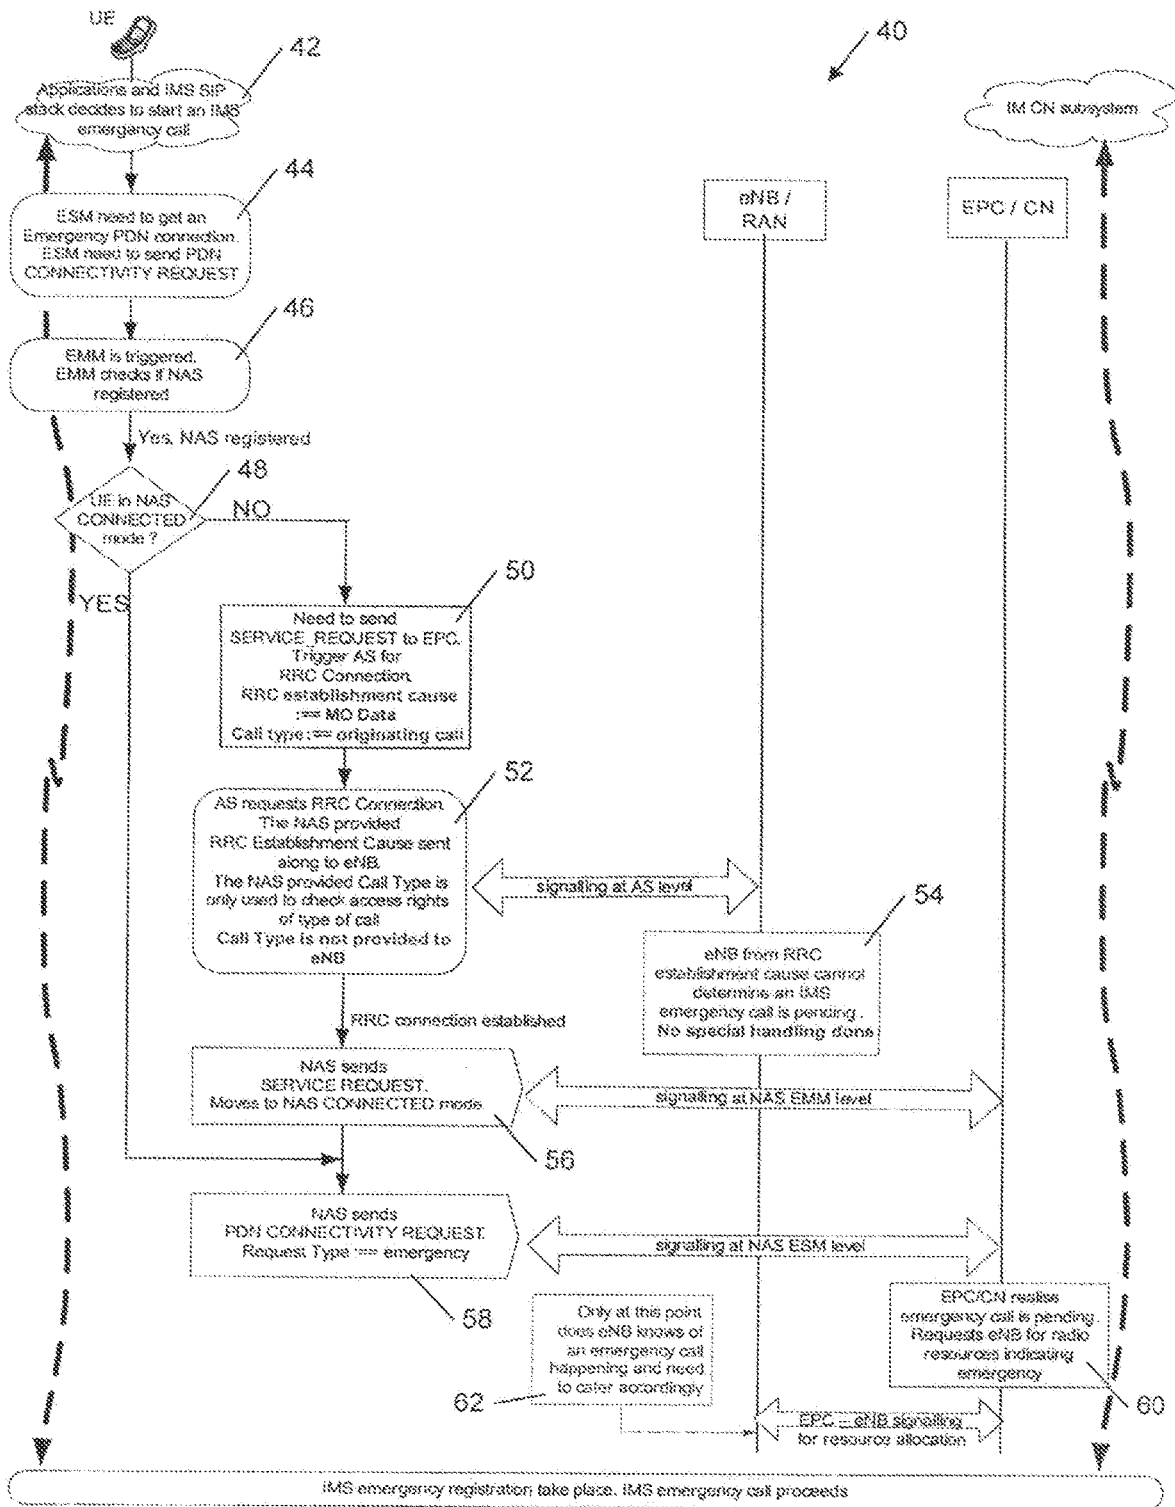 UE
42
40
Applications and IMS SIP
stack decides to start an IMS
emergency call
IM CN subsystem
44
ESM need to get an
Emergency PDN connection.
ESM need to send PDN
CONNECTIVITY REQUEST
eNB /
RAN
EPC / CN
46
EMM is triggered.
EMM checks if NAS
registered
Yes, NAS registered
48
UE in NAS
CONNECTED
mode ?
NO
YES
50
Need to send
SERVICE_REQUEST to EPC.
Trigger AS for
RRC Connection.
RRC establishment cause
:== MO Data
Call type:== originating call
52
AS requests RRC Connection.
The NAS provided
RRC Establishment Cause sent
along to eNB.
The NAS provided Call Type is
only used to check access rights
of type of call
Call Type is not provided to
eNB
signalling at AS level
54
eNB from RRC
establishment cause cannot
determine an IMS
emergency call is pending .
No special handling done
RRC connection established
NAS sends
SERVICE REQUEST.
Moves to NAS CONNECTED mode
signalling at NAS EMM level
56
NAS sends
PDN CONNECTIVITY REQUEST.
Request Type :== emergency
signalling at NAS ESM level
58
Only at this point
does eNB knows of
an emergency call
happening and need
to cater accordingly
62
EPC/CN realise
emergency call is pending .
Requests eNB for radio
resources indicating
emergency
60
EPC – eNB signalling
for resource allocation
IMS emergency registration take place. IMS emergency call proceeds